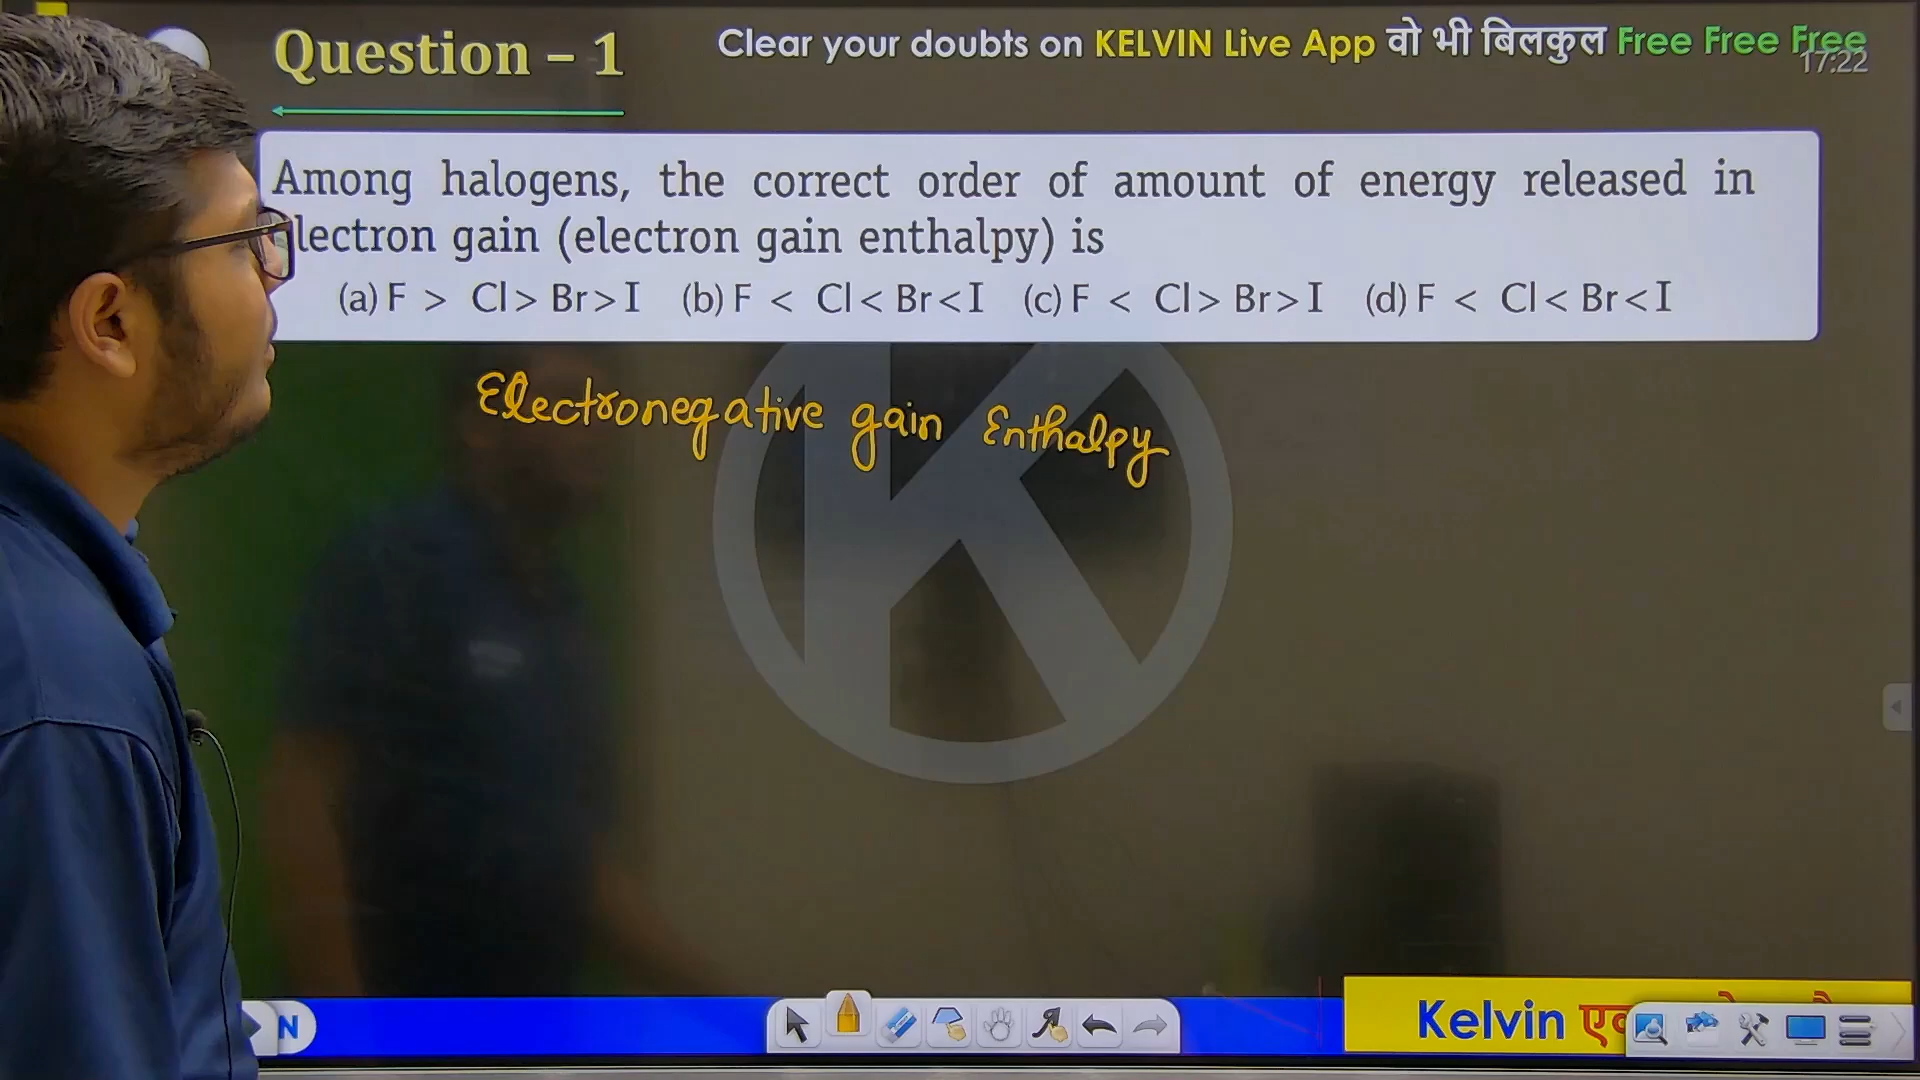 Question – 1
Clear your doubts on KELVIN Live App वो भी बिलकुल Free Free Free
17:22
Among halogens, the correct order of amount of energy released in
lectron gain (electron gain enthalpy) is
(a) F > Cl > Br > I (b) F < Cl < Br < I (c) F < Cl > Br > I (d) F < Cl < Br < I
Electronegative gain Enthalpy
K
N
Kelvin